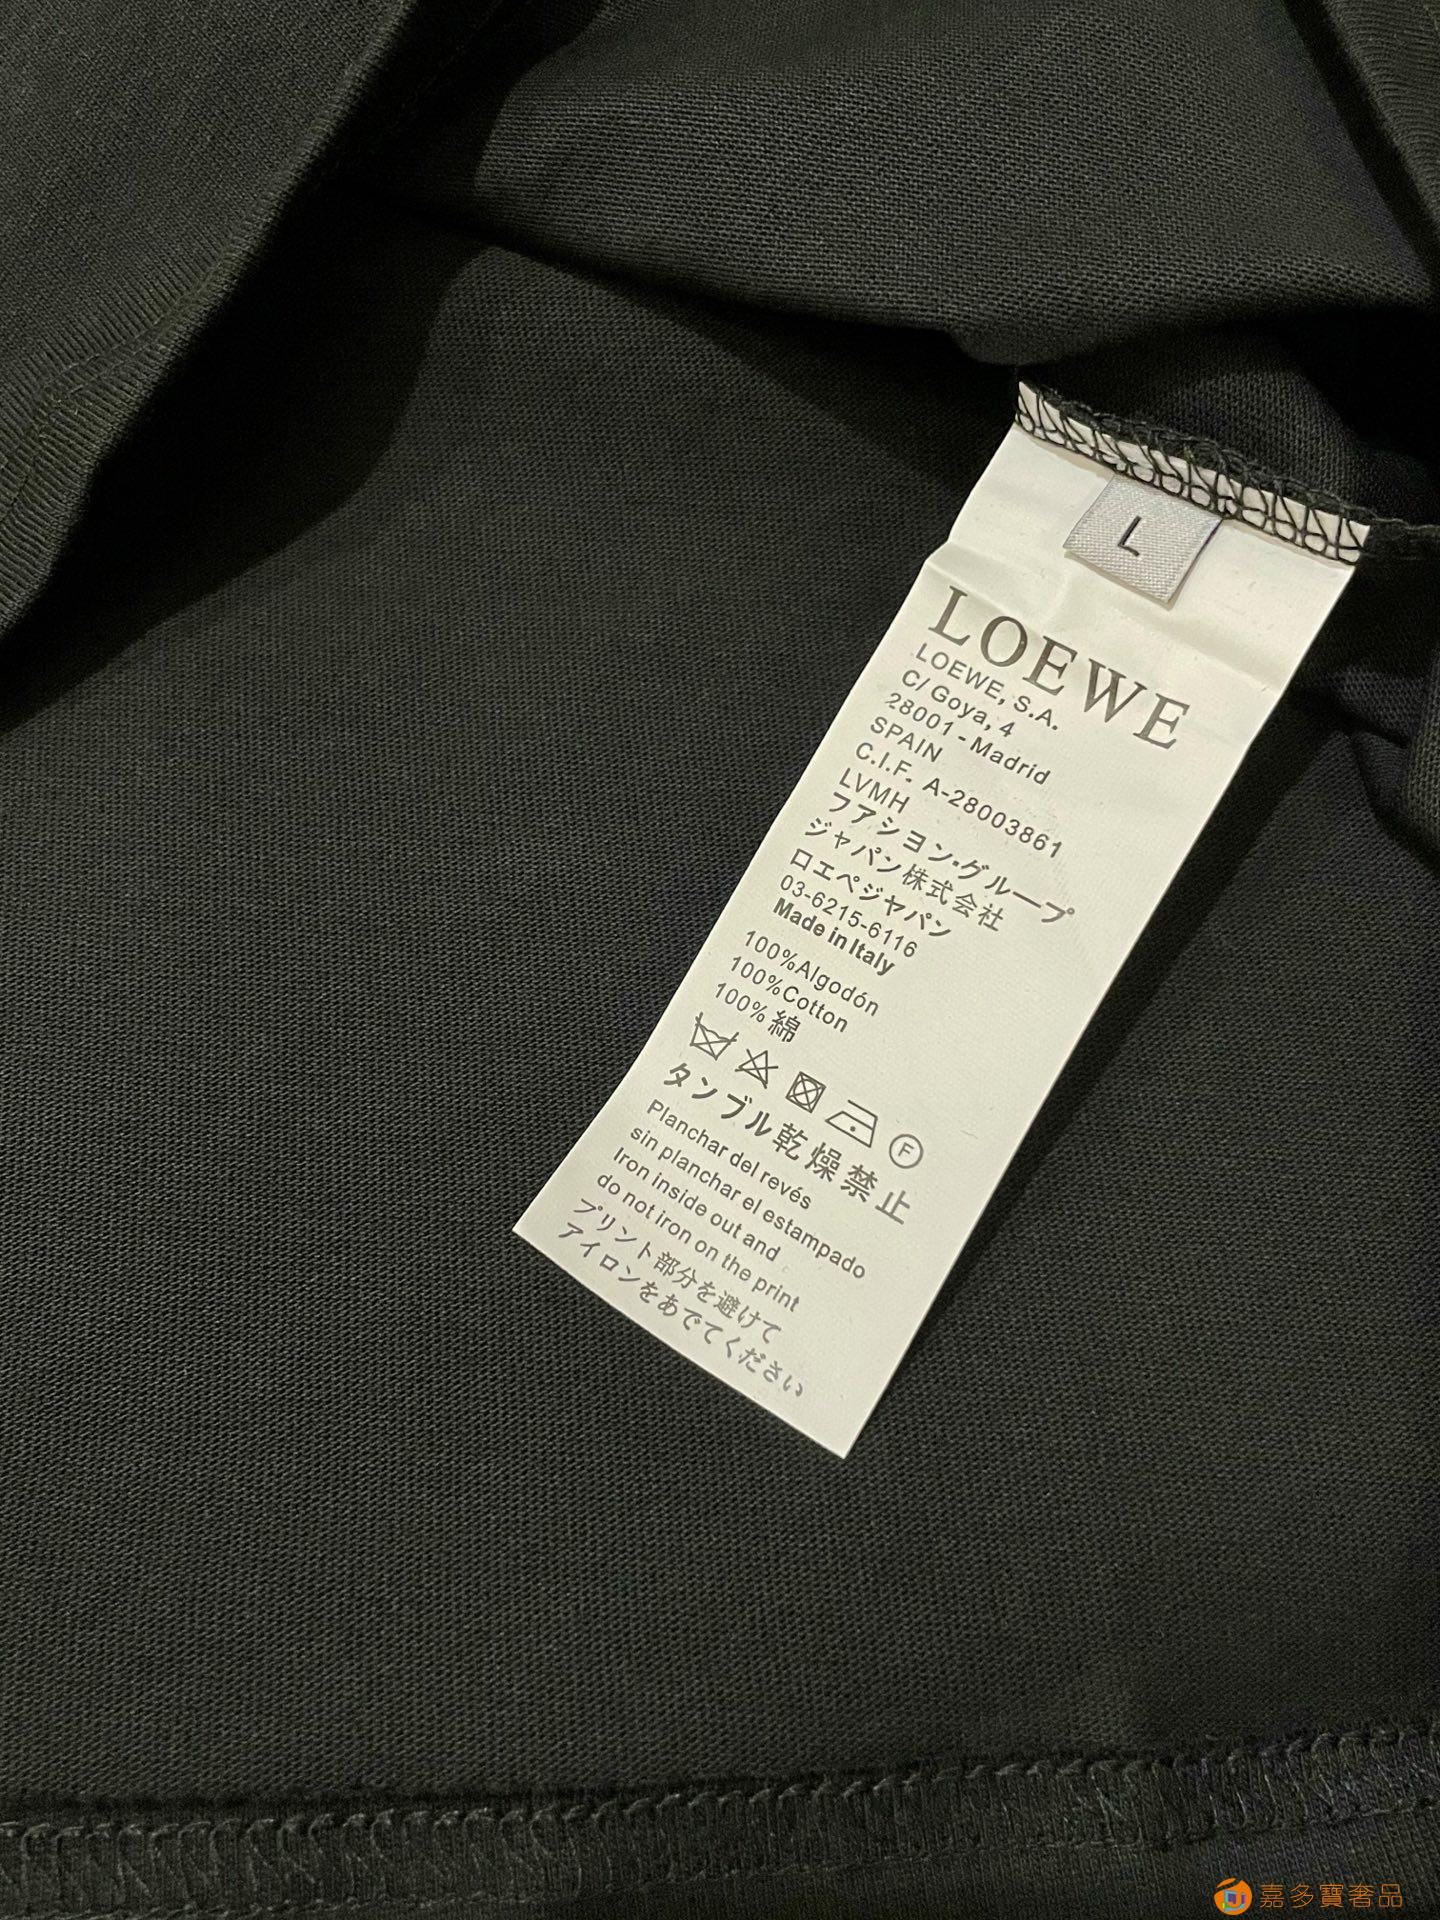 L
LOEWE
LOEWE, S.A.
C/ Goya, 4
28001 - Madrid
SPAIN
C.I.F. A-28003861
LVMH
フアシヨン・グループ
ジャパン株式会社
ロエペジヤパン
03-6215-6116
Made in Italy
100%Algodón
100%Cotton
100%綿
F
タンブル乾燥禁止
Planchar del revés
sin planchar el estampado
Iron inside out and
do not iron on the print
プリント部分を避けて
アイロンをあでてください
嘉多寶奢品